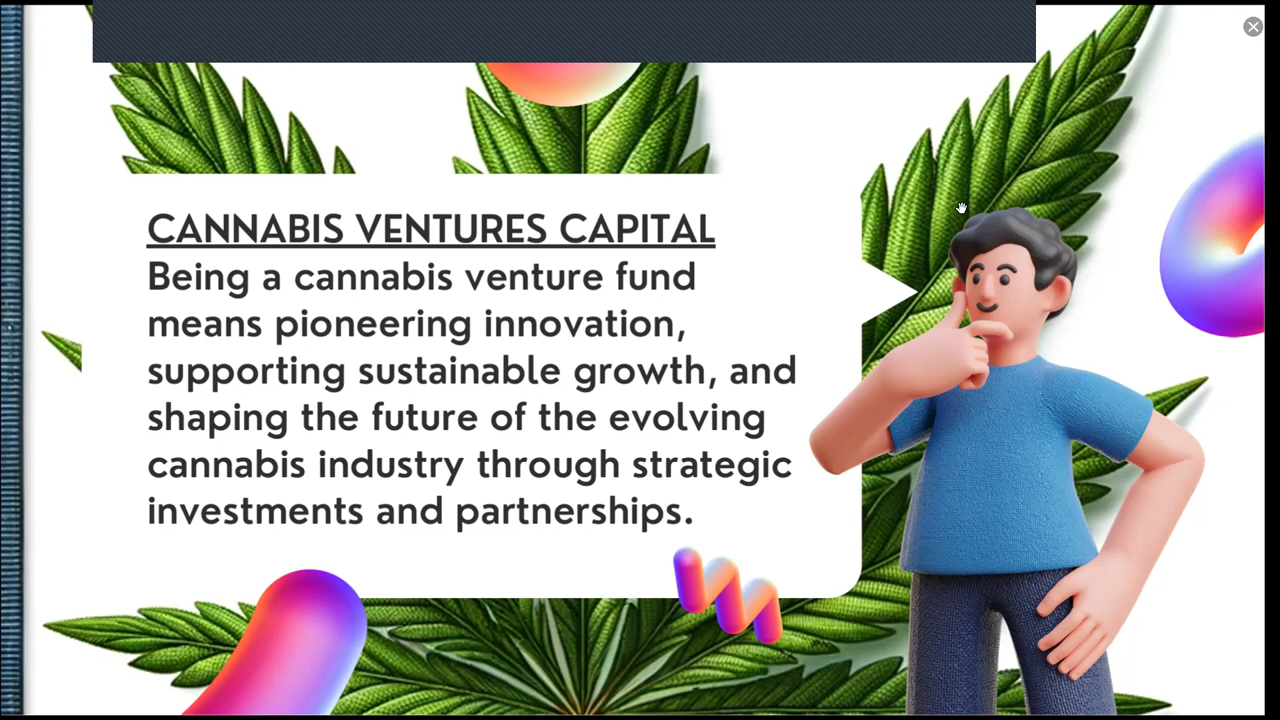 CANNABIS VENTURES CAPITAL
Being a cannabis venture fund
means pioneering innovation,
supporting sustainable growth, and
shaping the future of the evolving
cannabis industry through strategic
investments and partnerships.